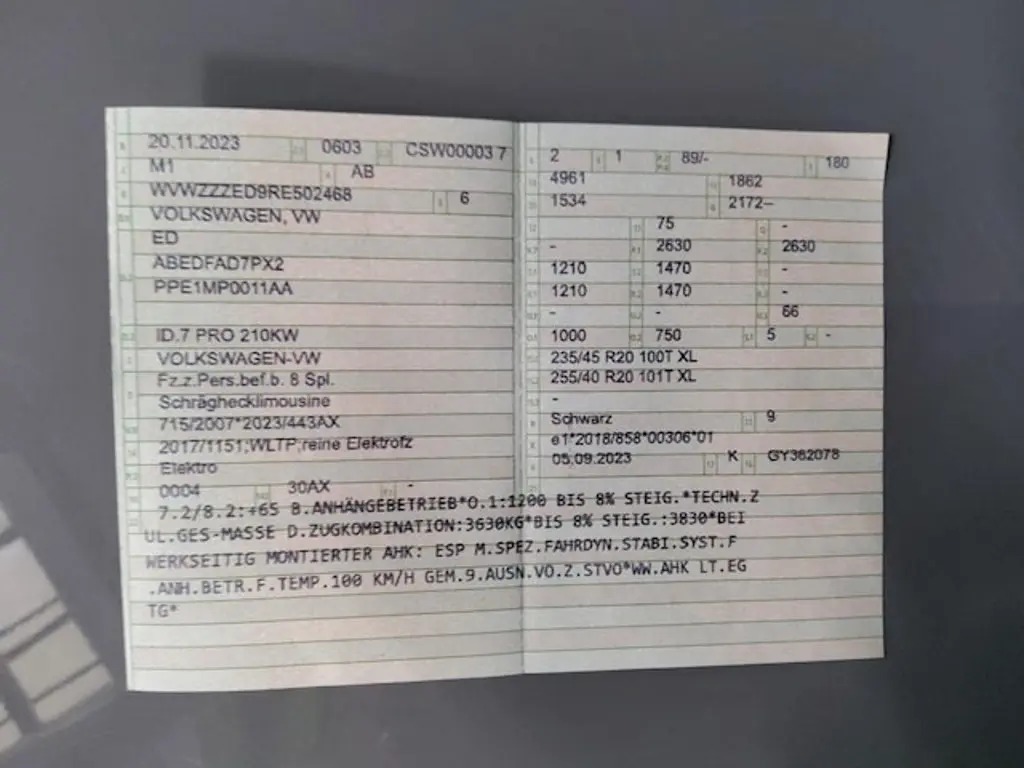 20.11.2023 0603 CSW00003 7
M1 AB
WVWZZZED9RE502468 6
VOLKSWAGEN, VW
ED
ABEDFAD7PX2
PPE1MP0011AA
ID.7 PRO 210KW
VOLKSWAGEN-VW
Fz.z.Pers.bef.b. 8 Spl.
Schräghecklimousine
715/2007*2023/443AX
2017/1151;WLTP;reine Elektrofz
Elektro
0004 30AX -
2 1 89/- 180
4961 1862
1534 2172–
75 -
- 2630 2630
1210 1470 -
1210 1470 -
- - 66
1000 750 5 -
235/45 R20 100T XL
255/40 R20 101T XL
-
Schwarz 9
e1*2018/858*00306*01
05.09.2023 K GY382078
7.2/8.2:+65 B.ANHÄNGEBETRIEB*O.1:1200 BIS 8% STEIG.*TECHN.Z
UL.GES-MASSE D.ZUGKOMBINATION:3630KG*BIS 8% STEIG.:3830*BEI
WERKSEITIG MONTIERTER AHK: ESP M.SPEZ.FAHRDYN.STABI.SYST.F
.ANH.BETR.F.TEMP.100 KM/H GEM.9.AUSN.VO.Z.STVO*WW.AHK LT.EG
TG*